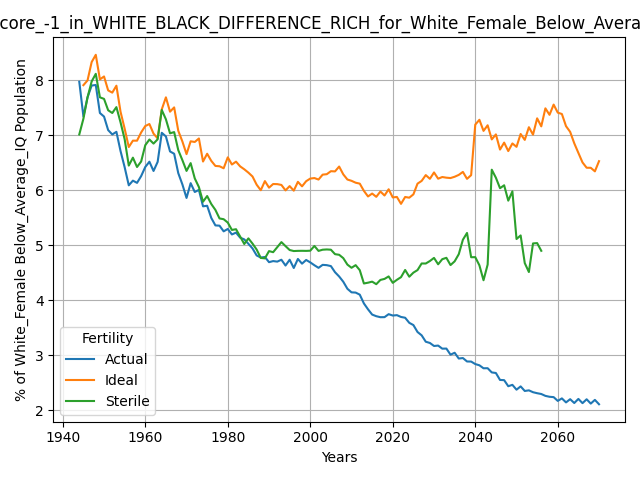 core_-1_in_WHITE_BLACK_DIFFERENCE_RICH_for_White_Female_Below_Avera
% of White_Female Below_Average_IQ Population
8
7
6
5
4
3
2
Fertility
Actual
Ideal
Sterile
1940 1960 1980 2000 2020 2040 2060
Years